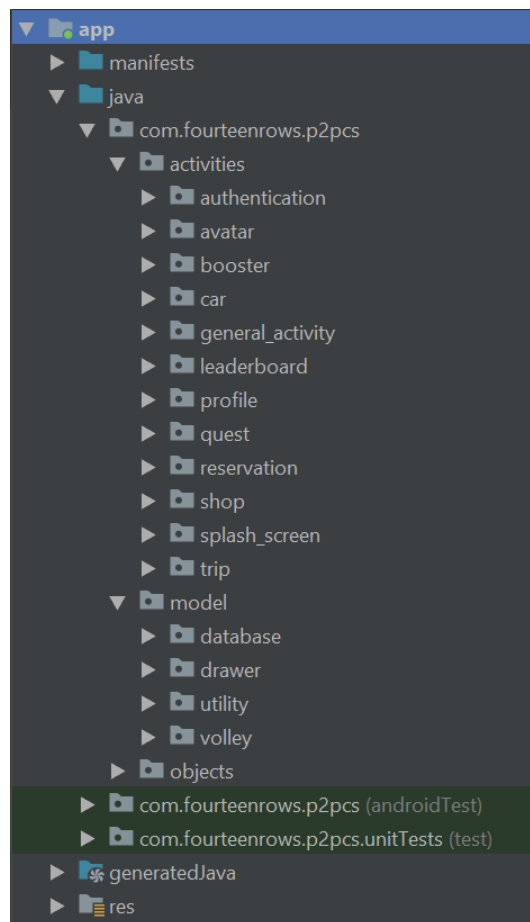 app
manifests
java
com.fourteenrows.p2pcs
activities
authentication
avatar
booster
car
general_activity
leaderboard
profile
quest
reservation
shop
splash_screen
trip
model
database
drawer
utility
volley
objects
com.fourteenrows.p2pcs (androidTest)
com.fourteenrows.p2pcs.unitTests (test)
generatedJava
res